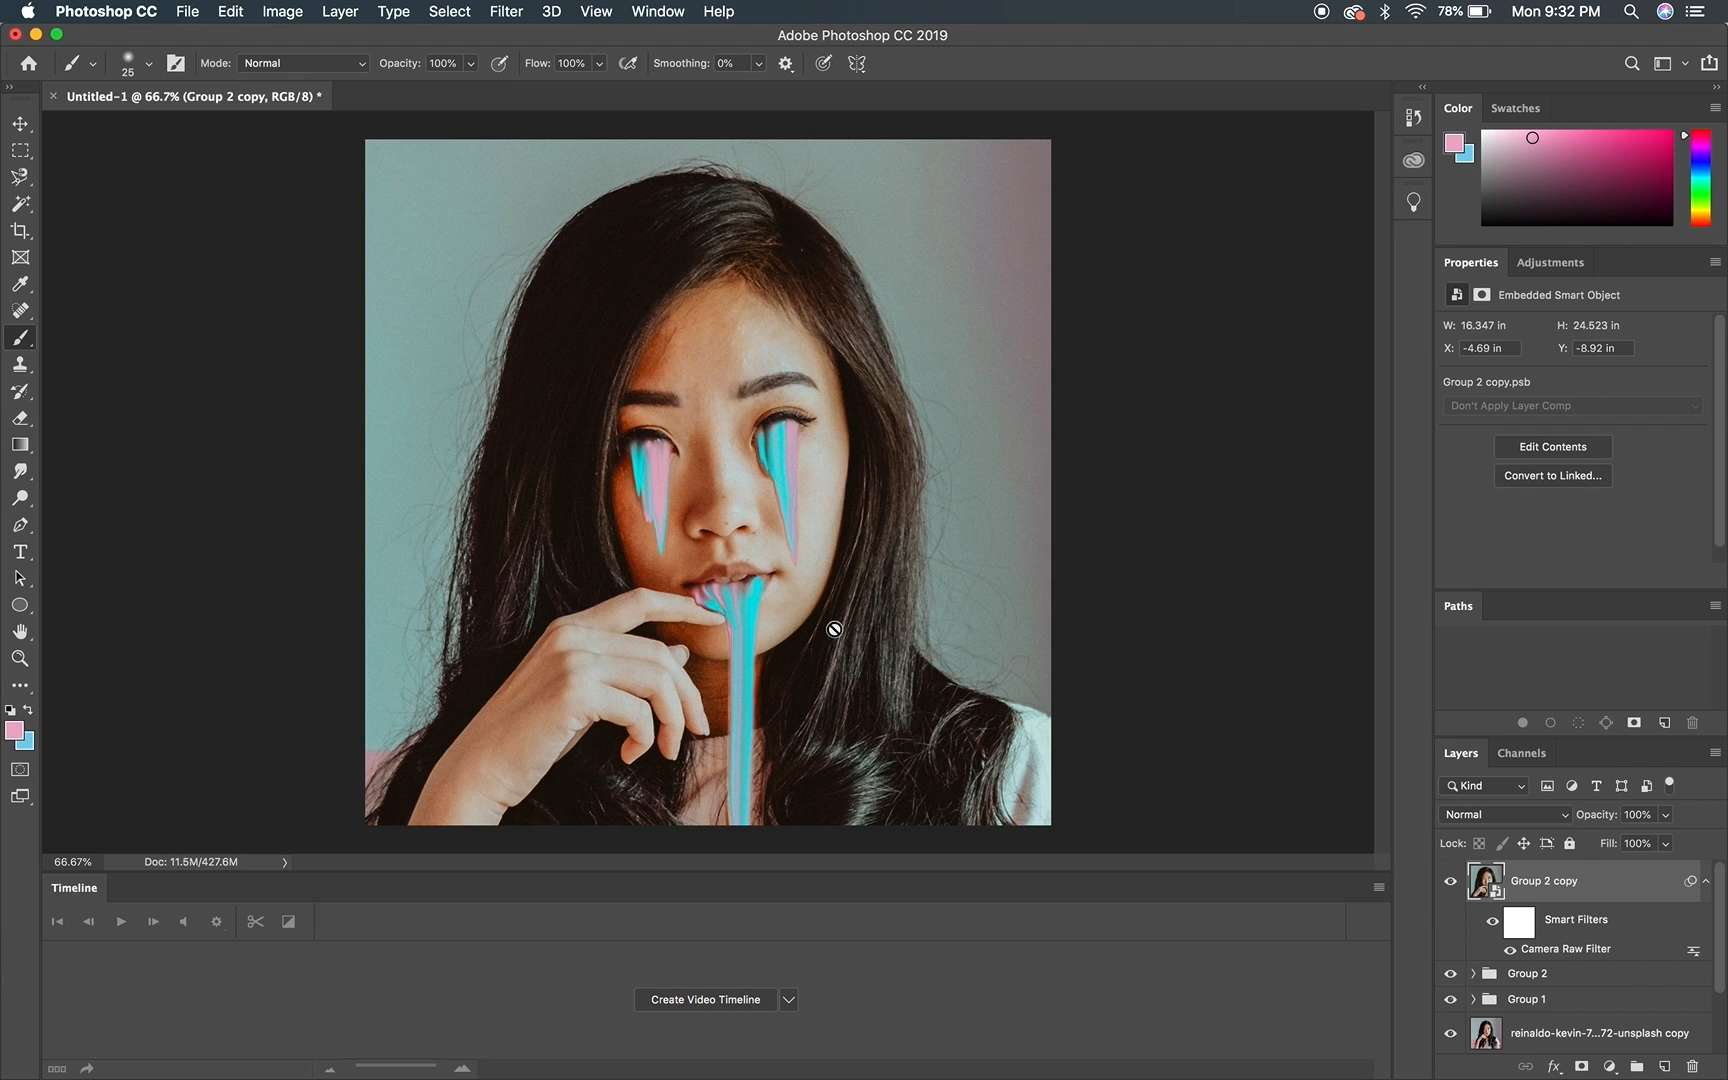 Photoshop CC File Edit Image Layer Type Select Filter 3D View Window Help 78% Mon 9:32 PM
Adobe Photoshop CC 2019
25 Mode: Normal Opacity: 100% Flow: 100% Smoothing: 0%
Untitled-1 @ 66.7% (Group 2 copy, RGB/8) *
Color Swatches
Properties Adjustments
Embedded Smart Object
W: 16.347 in H: 24.523 in
X: -4.69 in Y: -8.92 in
Group 2 copy.psb
Don't Apply Layer Comp
Edit Contents
Convert to Linked...
Paths
Layers Channels
Kind
Normal Opacity: 100%
Lock: Fill: 100%
Group 2 copy
Smart Filters
Camera Raw Filter
Group 2
Group 1
reinaldo-kevin-7...72-unsplash copy
fx
66.67% Doc: 11.5M/427.6M
Timeline
Create Video Timeline